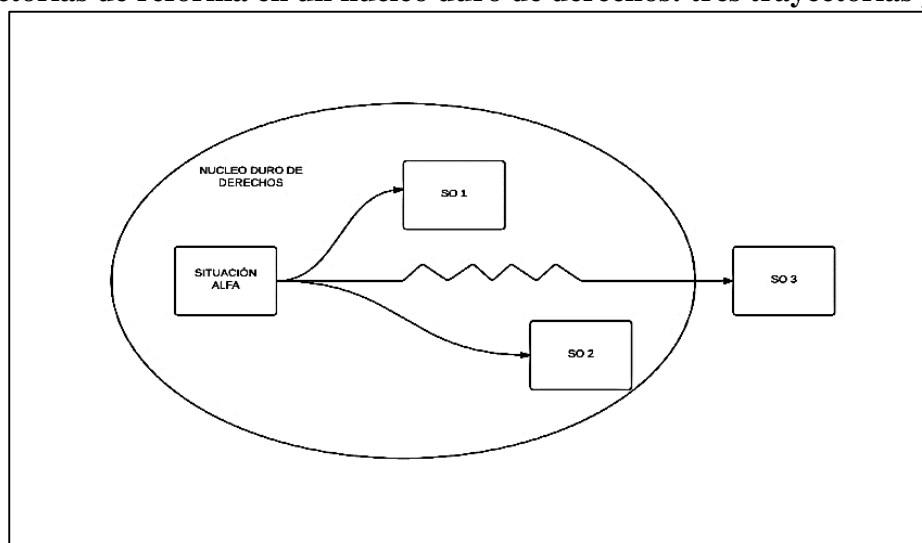 ctorias de reforma en un núcleo duro de derechos: tres trayectorias
NUCLEO DURO DE
DERECHOS
SO 1
SITUACIÓN
ALFA
SO 3
SO 2